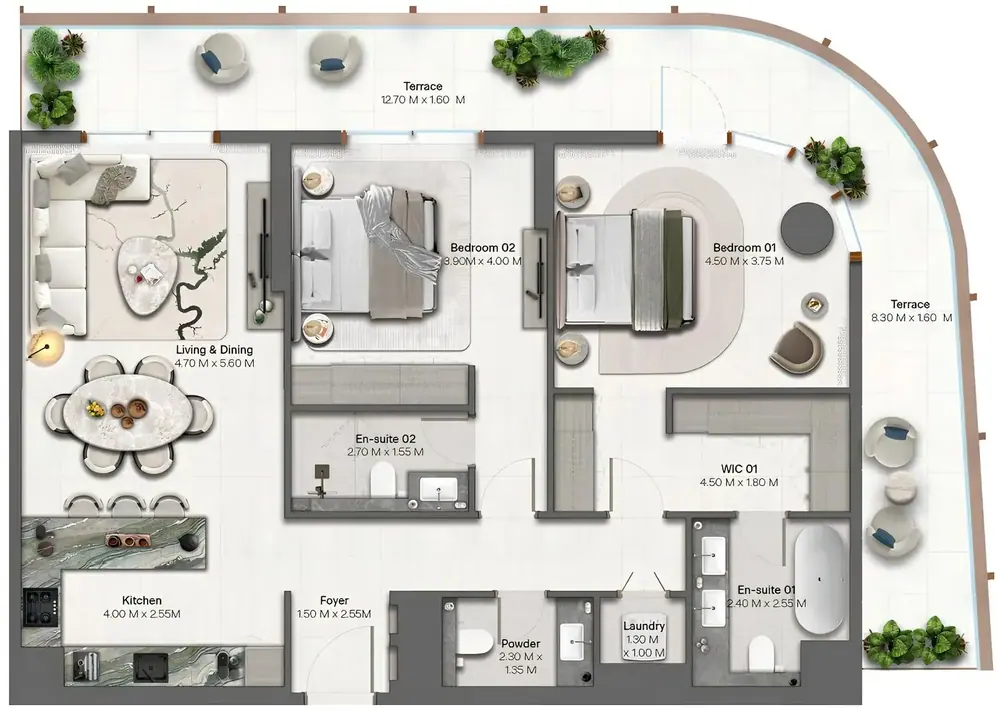 Terrace
12.70 M x 1.60 M
Bedroom 02
3.90M x 4.00 M
Bedroom 01
4.50 M x 3.75 M
Terrace
8.30 M x 1.60 M
Living & Dining
4.70 M x 5.60 M
En-suite 02
2.70 M x 1.55 M
WIC 01
4.50 M x 1.80 M
Kitchen
4.00 M x 2.55M
Foyer
1.50 M x 2.55M
En-suite 01
2.40 M x 2.55 M
Powder
2.30 M x
1.35 M
Laundry
1.30 M
x 1.00 M